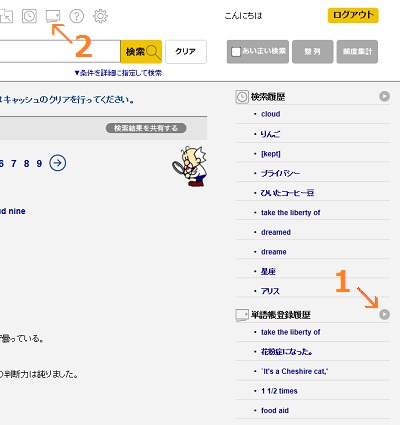 こんにちは
ログアウト
2
検索
クリア
あいまい検索
整列
頻度集計
▼条件を詳細に指定して検索
はキャッシュのクリアを行ってください。
検索結果を共有する
6 7 8 9
ud nine
検索履歴
・ cloud
・ りんご
・ [kept]
・ プライバシー
・ ひいたコーヒー豆
・ take the liberty of
・ dreamed
・ dreame
・ 星座
・ アリス
1
単語帳登録履歴
・ take the liberty of
・ 花粉症になった。
・ `It's a Cheshire cat,'
・ 1 1/2 times
・ food aid
が曇っている。
の判断力は鈍りました。